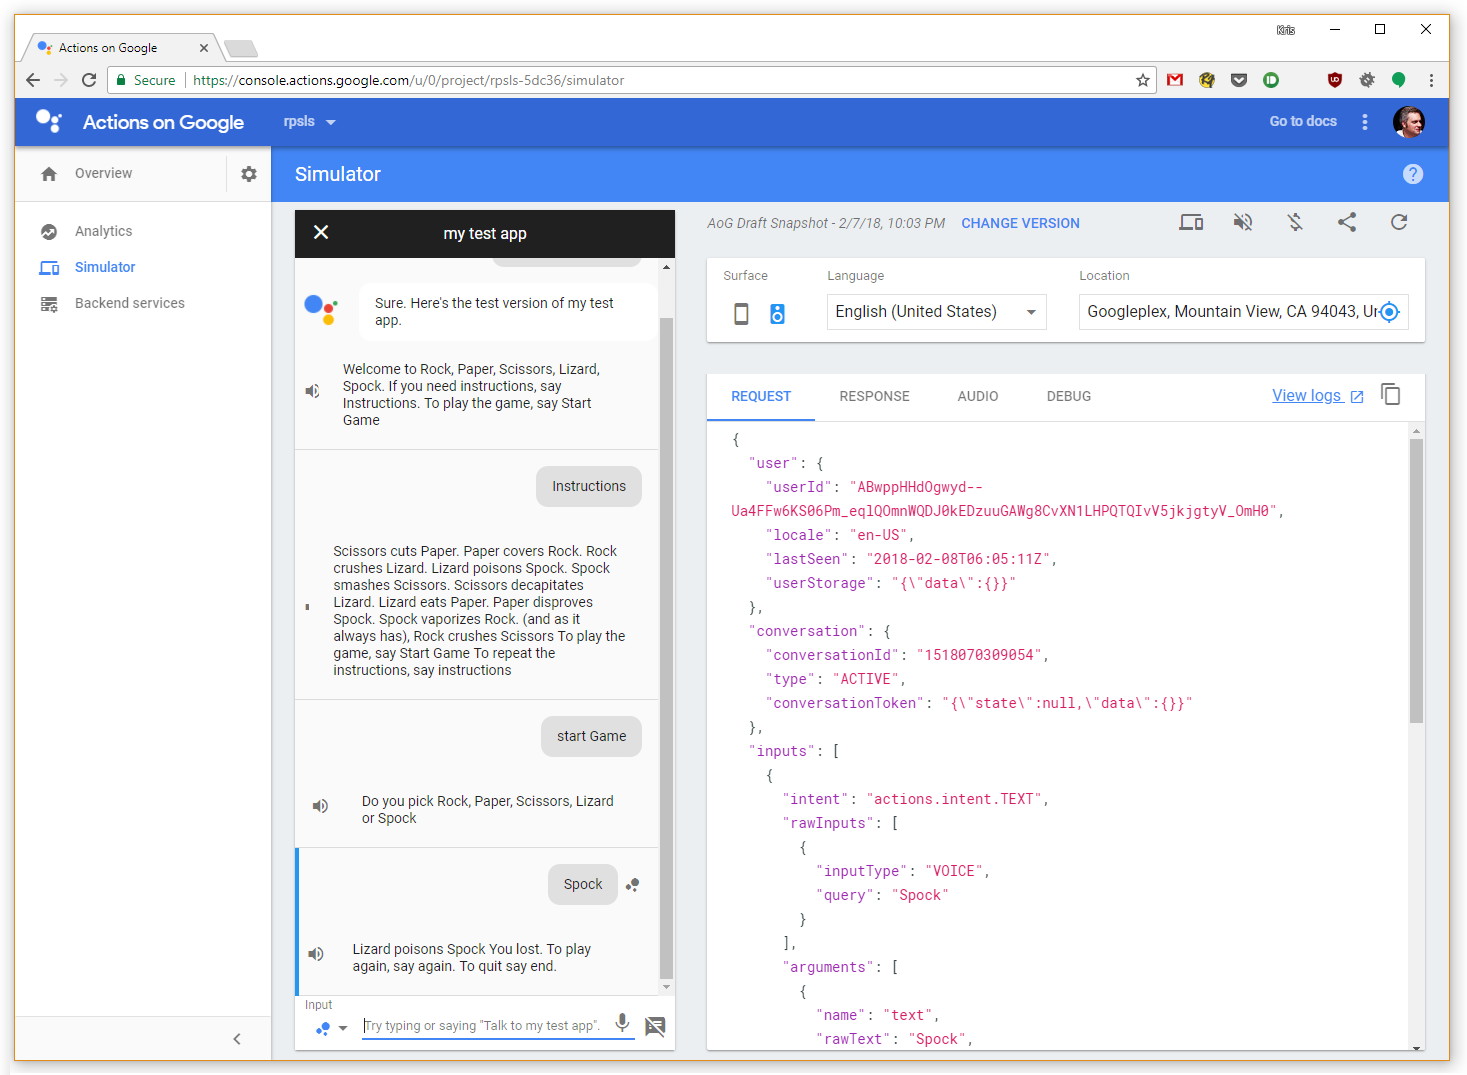 Kris
Actions on Google
Secure
https://console.actions.google.com/u/0/project/rpsls-5dc36/simulator
Actions on Google
rpsls
Go to docs
Overview
Simulator
Analytics
Simulator
Backend services
my test app
Sure. Here's the test version of my test
app.
Welcome to Rock, Paper, Scissors, Lizard,
Spock. If you need instructions, say
Instructions. To play the game, say Start
Game
Instructions
Scissors cuts Paper. Paper covers Rock. Rock
crushes Lizard. Lizard poisons Spock. Spock
smashes Scissors. Scissors decapitates
Lizard. Lizard eats Paper. Paper disproves
Spock. Spock vaporizes Rock. (and as it
always has), Rock crushes Scissors To play the
game, say Start Game To repeat the
instructions, say instructions
start Game
Do you pick Rock, Paper, Scissors, Lizard
or Spock
Spock
Lizard poisons Spock You lost. To play
again, say again. To quit say end.
Input
Try typing or saying "Talk to my test app".
AoG Draft Snapshot - 2/7/18, 10:03 PM
CHANGE VERSION
Surface
Language
Location
English (United States)
Googleplex, Mountain View, CA 94043, Un
REQUEST
RESPONSE
AUDIO
DEBUG
View logs
{
"user": {
"userId": "ABwppHHdOgwyd--
Ua4FFw6KS06Pm_eqlQOmnWQDJ0kEDzuuGAWg8CvXN1LHPQTQIvV5jkjgtyV_OmH0",
"locale": "en-US",
"lastSeen": "2018-02-08T06:05:11Z",
"userStorage": "{\"data\":{}}"
},
"conversation": {
"conversationId": "1518070309054",
"type": "ACTIVE",
"conversationToken": "{\"state\":null,\"data\":{}}"
},
"inputs": [
{
"intent": "actions.intent.TEXT",
"rawInputs": [
{
"inputType": "VOICE",
"query": "Spock"
}
],
"arguments": [
{
"name": "text",
"rawText": "Spock",